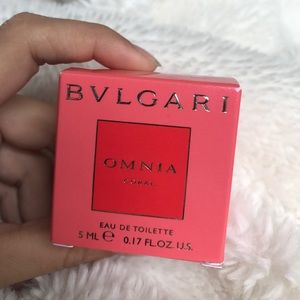 BVLGARI
OMNIA
CORAL
EAU DE TOILETTE
5 ML e 0.17 FL.OZ.U.S.